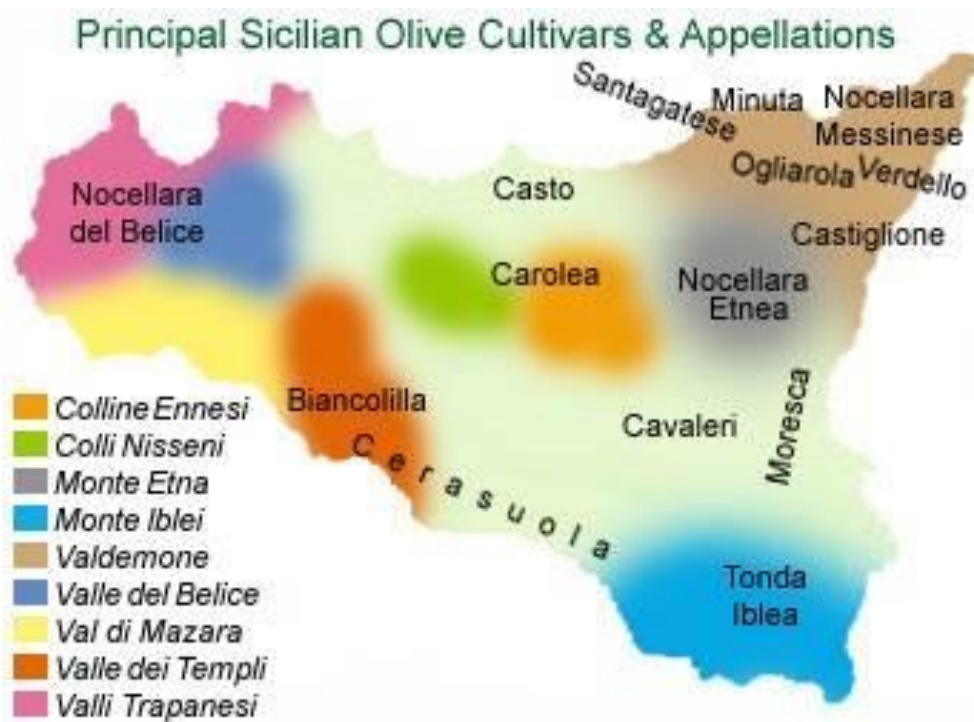 Principal Sicilian Olive Cultivars & Appellations
Santagatese
Minuta
Nocellara
Messinese
Ogliarola
Verdello
Nocellara
del Belice
Casto
Castiglione
Carolea
Nocellara
Etnea
Biancolilla
Cavaleri
Moresca
Cerasuola
Tonda
Iblea
Colline Ennesi
Colli Nisseni
Monte Etna
Monte Iblei
Valdemone
Valle del Belice
Val di Mazara
Valle dei Templi
Valli Trapanesi